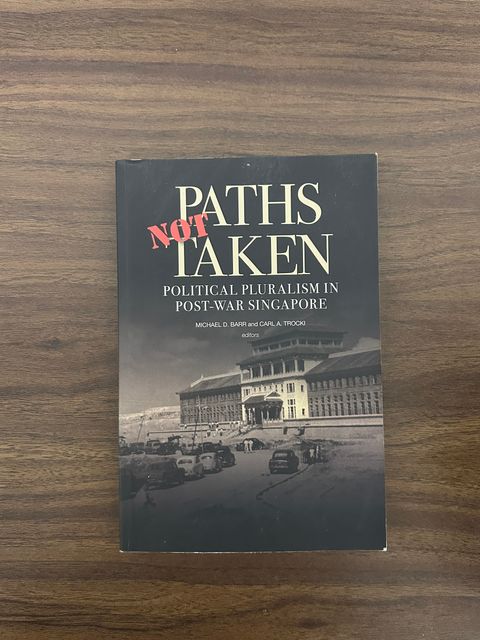 PATHS
NOT
TAKEN
POLITICAL PLURALISM IN
POST-WAR SINGAPORE
MICHAEL D. BARR and CARL A. TROCKI
editors